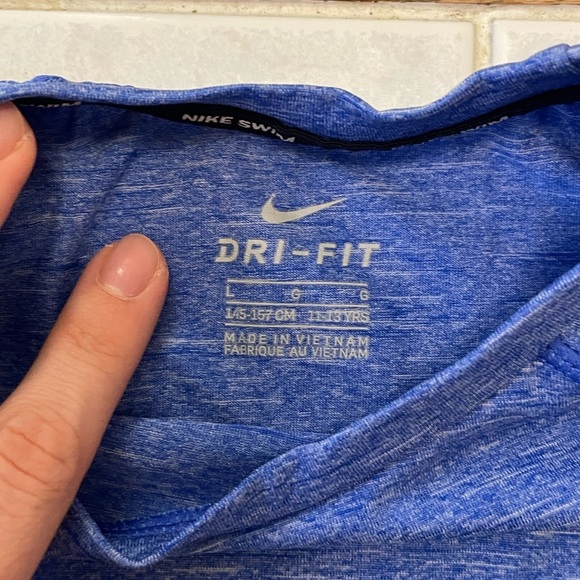 NIKE SWIM
DRI-FIT
L G G
145-157 CM 11-13 YRS
MADE IN VIETNAM
FABRIQUE AU VIETNAM